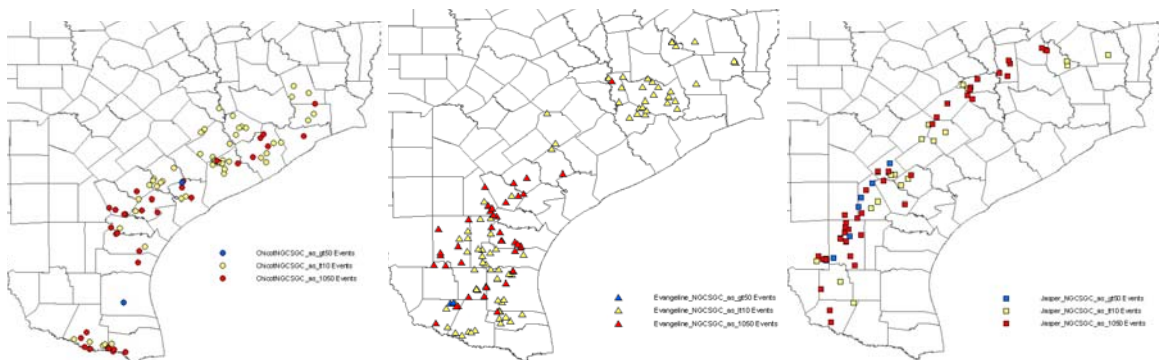 ChicotNGCSGC_as_gt50 Events
ChicotNGCSGC_as_lt10 Events
ChicotNGCSGC_as_1050 Events
Evangeline_NGCSGC_as_gt50 Events
Evangeline_NGCSGC_as_lt10 Events
Evangeline_NGCSGC_as_1050 Events
Jasper_NGCSGC_as_gt50 Events
Jasper_NGCSGC_as_lt10 Events
Jasper_NGCSGC_as_1050 Events